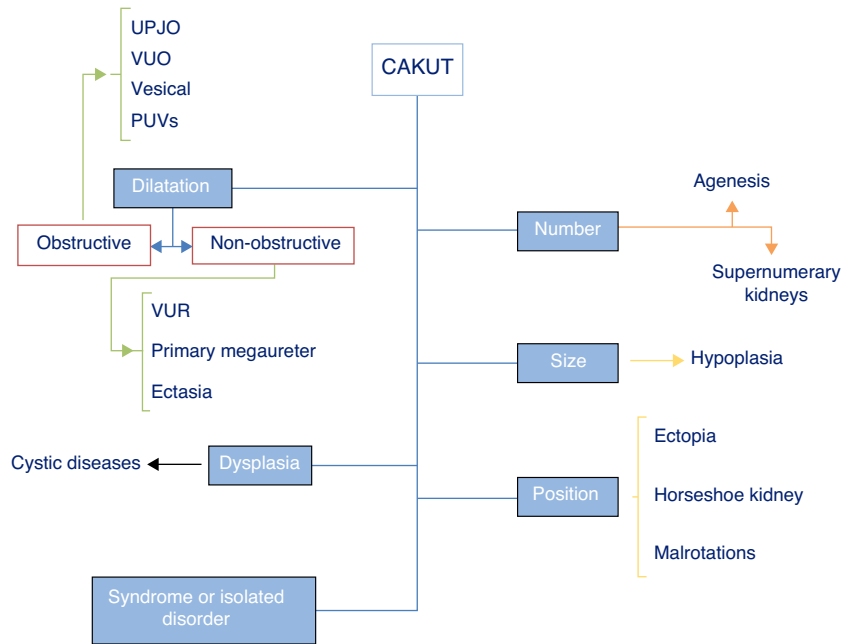 CAKUT
UPJO
VUO
Vesical
PUVs
Dilatation
Obstructive
Non-obstructive
VUR
Primary megaureter
Ectasia
Cystic diseases
Dysplasia
Syndrome or isolated
disorder
Number
Agenesis
Supernumerary
kidneys
Size
Hypoplasia
Position
Ectopia
Horseshoe kidney
Malrotations